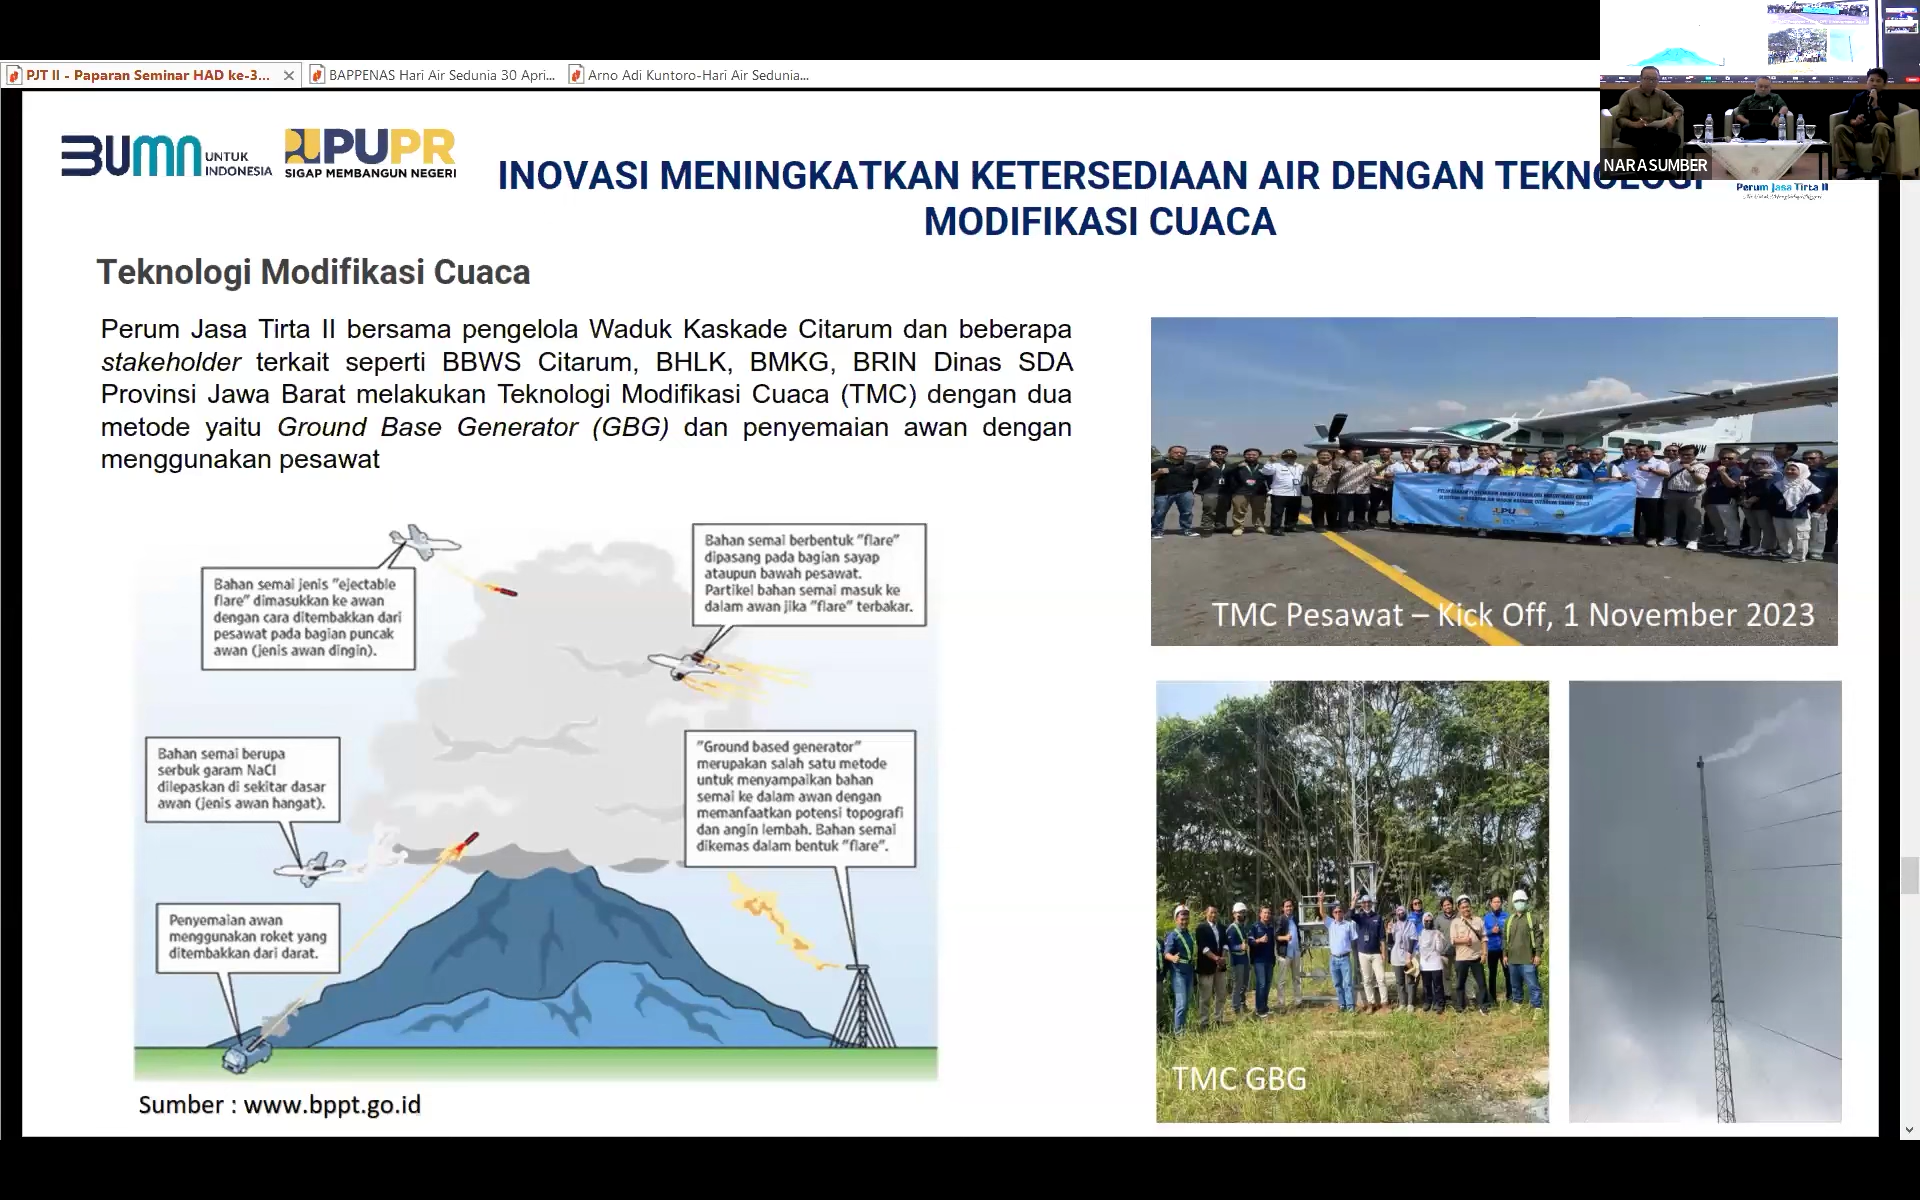 PJT II - Paparan Seminar HAD ke-3...
BAPPENAS Hari Air Sedunia 30 Apri...
Arno Adi Kuntoro-Hari Air Sedunia...
NARASUMBER
BUMN UNTUK
INDONESIA
PUPR
SIGAP MEMBANGUN NEGERI
Perum Jasa Tirta II
INOVASI MENINGKATKAN KETERSEDIAAN AIR DENGAN TEKNOLOGI
MODIFIKASI CUACA
Teknologi Modifikasi Cuaca
Perum Jasa Tirta II bersama pengelola Waduk Kaskade Citarum dan beberapa
stakeholder terkait seperti BBWS Citarum, BHLK, BMKG, BRIN Dinas SDA
Provinsi Jawa Barat melakukan Teknologi Modifikasi Cuaca (TMC) dengan dua
metode yaitu Ground Base Generator (GBG) dan penyemaian awan dengan
menggunakan pesawat
Bahan semai jenis "ejectable
flare" dimasukkan ke awan
dengan cara ditembakkan dari
pesawat pada bagian puncak
awan (jenis awan dingin).
Bahan semai berbentuk "flare"
dipasang pada bagian sayap
ataupun bawah pesawat.
Partikel bahan semai masuk ke
dalam awan jika "flare" terbakar.
Bahan semai berupa
serbuk garam NaCl
dilepaskan di sekitar dasar
awan (jenis awan hangat).
"Ground based generator"
merupakan salah satu metode
untuk menyampaikan bahan
semai ke dalam awan dengan
memanfaatkan potensi topografi
dan angin lembah. Bahan semai
dikemas dalam bentuk "flare".
Penyemaian awan
menggunakan roket yang
ditembakkan dari darat.
Sumber : www.bppt.go.id
PUPR
TMC Pesawat – Kick Off, 1 November 2023
TMC GBG